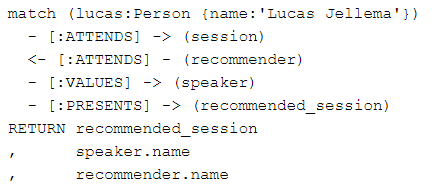 match (lucas:Person {name:'Lucas Jellema'})
  - [:ATTENDS] -> (session)
  <- [:ATTENDS] - (recommender)
  - [:VALUES] -> (speaker)
  - [:PRESENTS] -> (recommended_session)
RETURN recommended_session
,      speaker.name
,      recommender.name